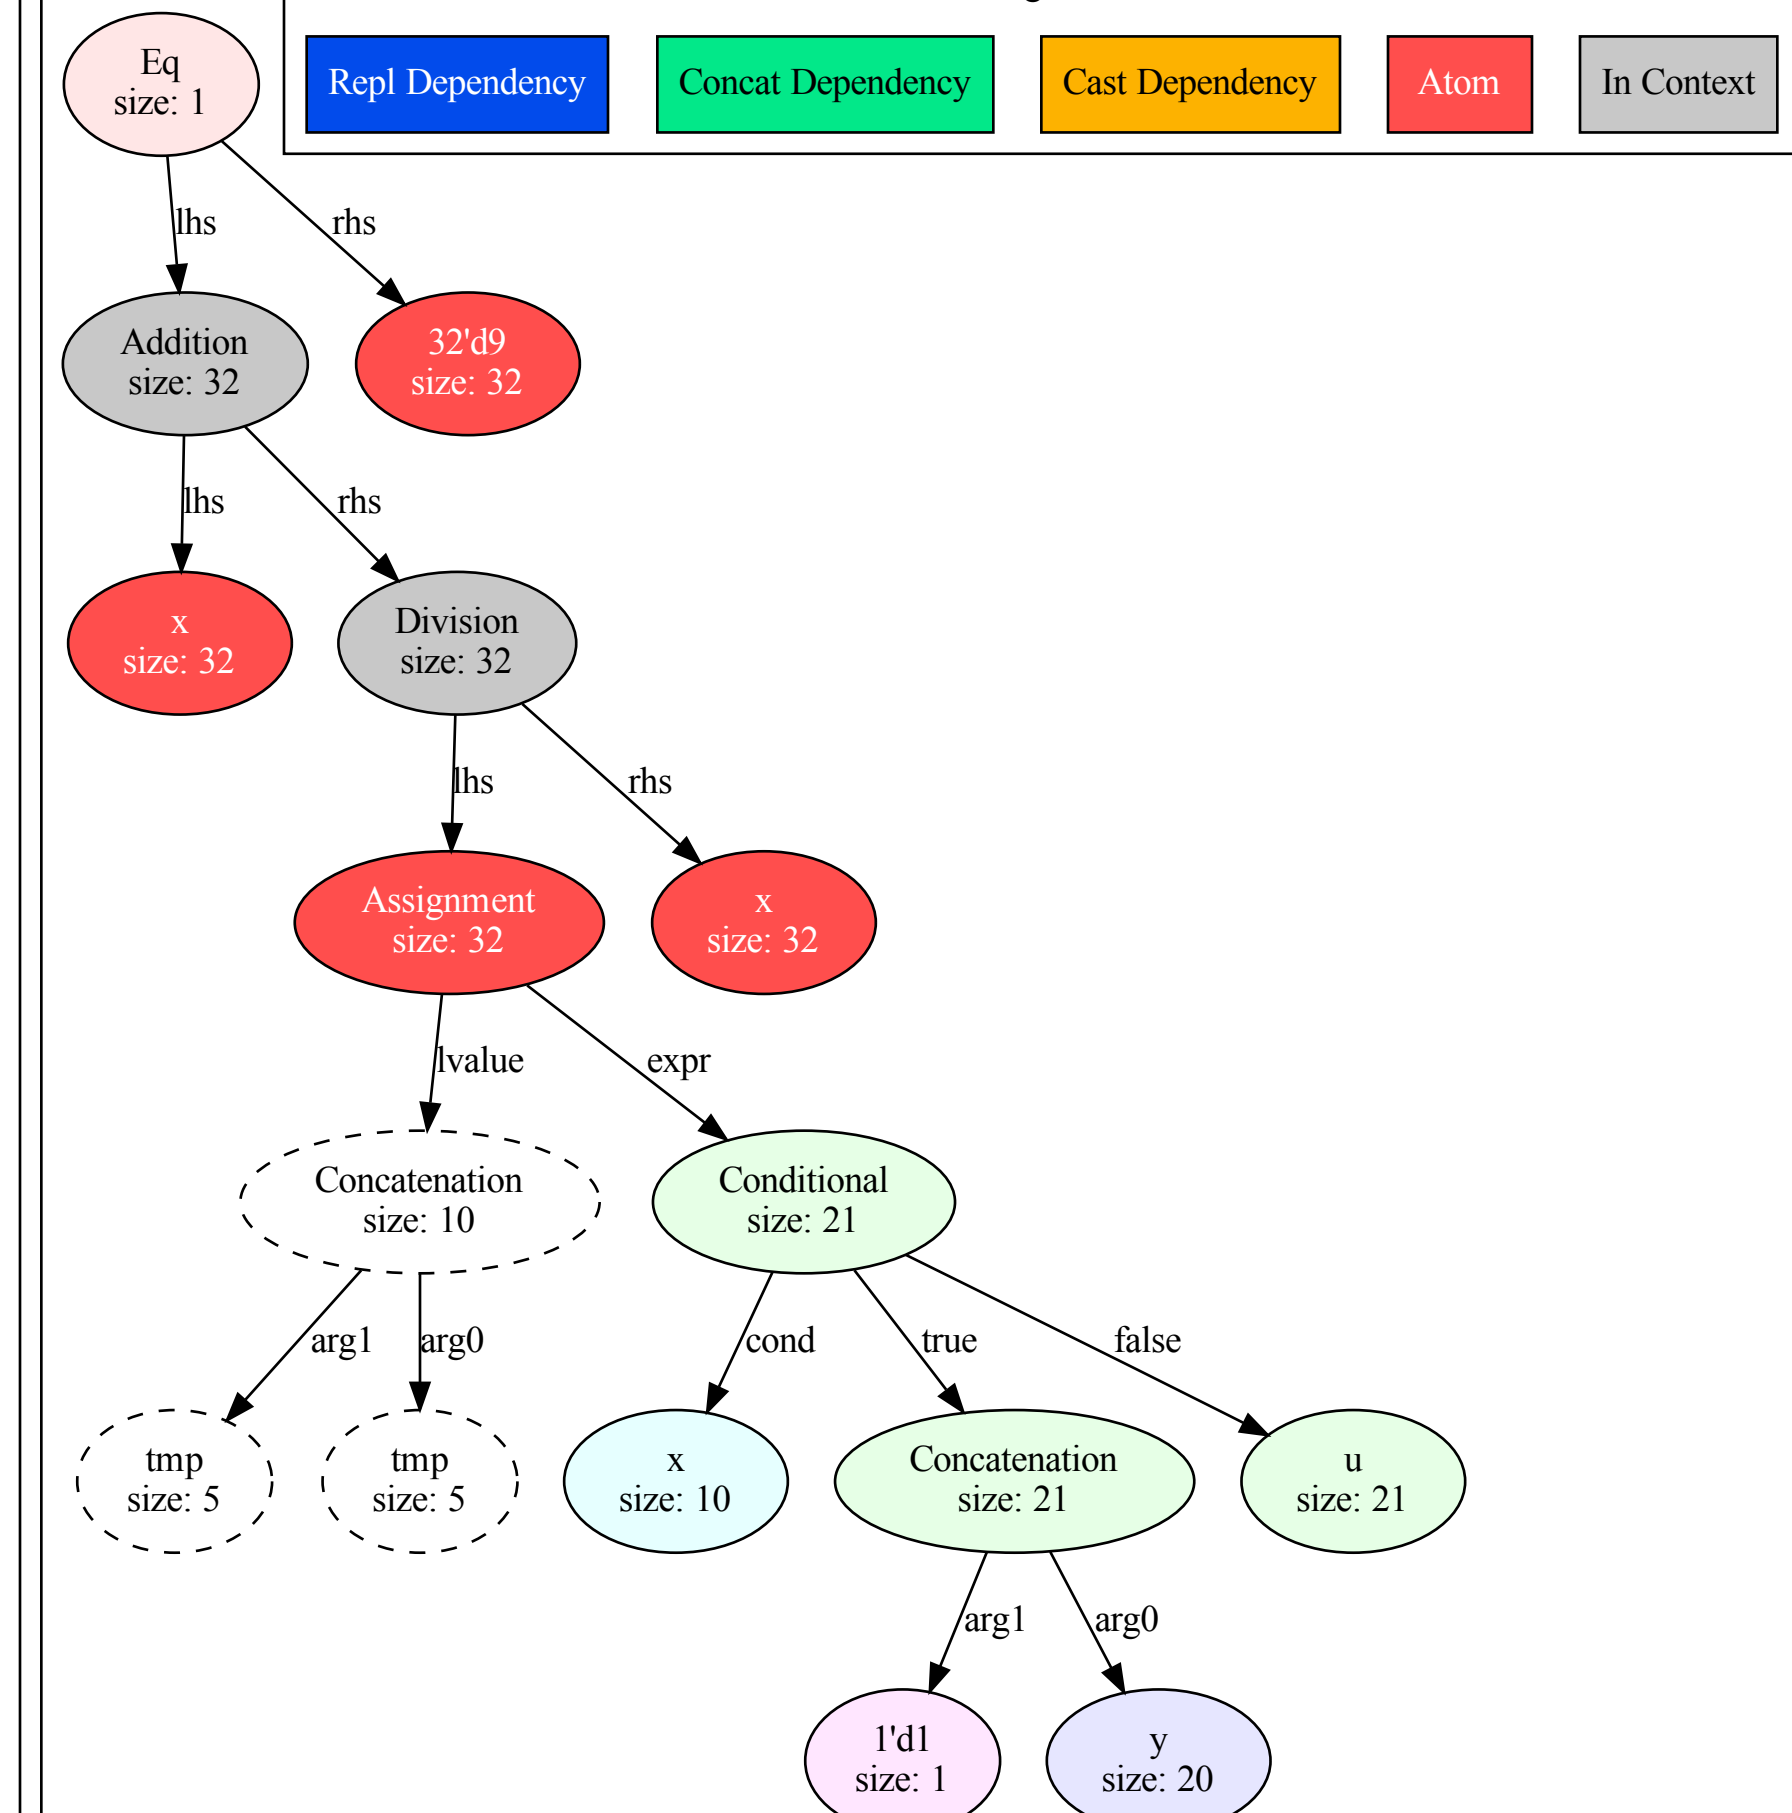 Eq
size: 1
Repl Dependency
Concat Dependency
Cast Dependency
Atom
In Context
lhs
rhs
Addition
size: 32
32'd9
size: 32
lhs
rhs
x
size: 32
Division
size: 32
lhs
rhs
Assignment
size: 32
x
size: 32
lvalue
expr
Concatenation
size: 10
Conditional
size: 21
arg1
arg0
cond
true
false
tmp
size: 5
tmp
size: 5
x
size: 10
Concatenation
size: 21
u
size: 21
arg1
arg0
1'd1
size: 1
y
size: 20